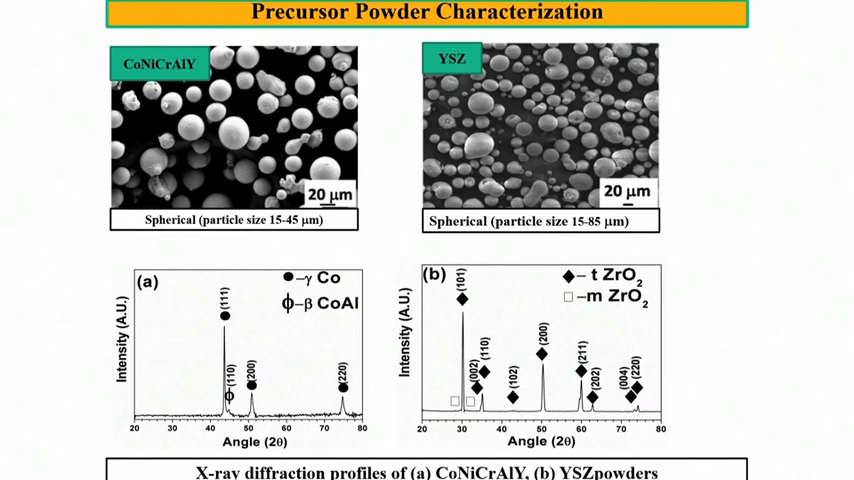 Precursor Powder Characterization
CoNiCrAlY
YSZ
20 μm
20 μm
Spherical (particle size 15-45 μm)
Spherical (particle size 15-85 μm)
(a)
●–γ Co
ϕ–β CoAl
(111)
(110)
(200)
(220)
Intensity (A.U.)
20 30 40 50 60 70 80
Angle (2θ)
(b)
◆– t ZrO₂
□–m ZrO₂
(101)
(002)
(110)
(102)
(200)
(211)
(202)
(004)
(220)
Intensity (A.U.)
20 30 40 50 60 70 80
Angle (2θ)
X-ray diffraction profiles of (a) CoNiCrAlY, (b) YSZpowders